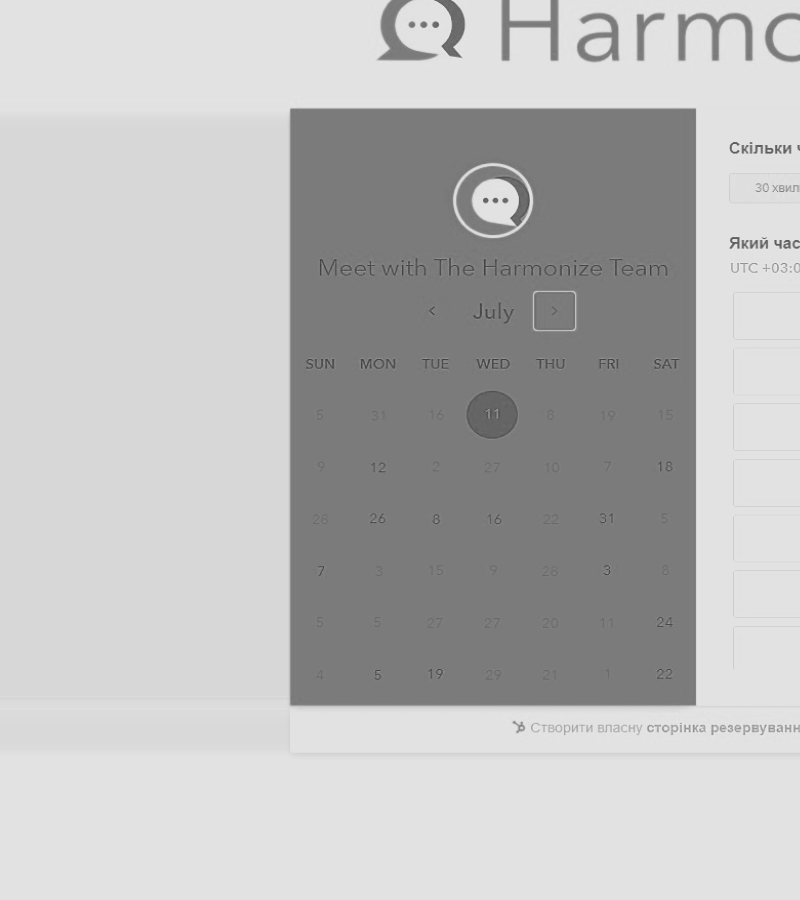 Harmo
Meet with The Harmonize Team
July
SUN MON TUE WED THU FRI SAT
5 31 16 11 8 19 15
9 12 2 27 10 7 18
28 26 8 16 22 31 5
7 3 15 9 28 3 8
5 5 27 27 20 11 24
4 5 19 29 21 1 22
Скільки ч
30 хвил
Який час
UTC +03:0
Створити власну сторінка резервуванн